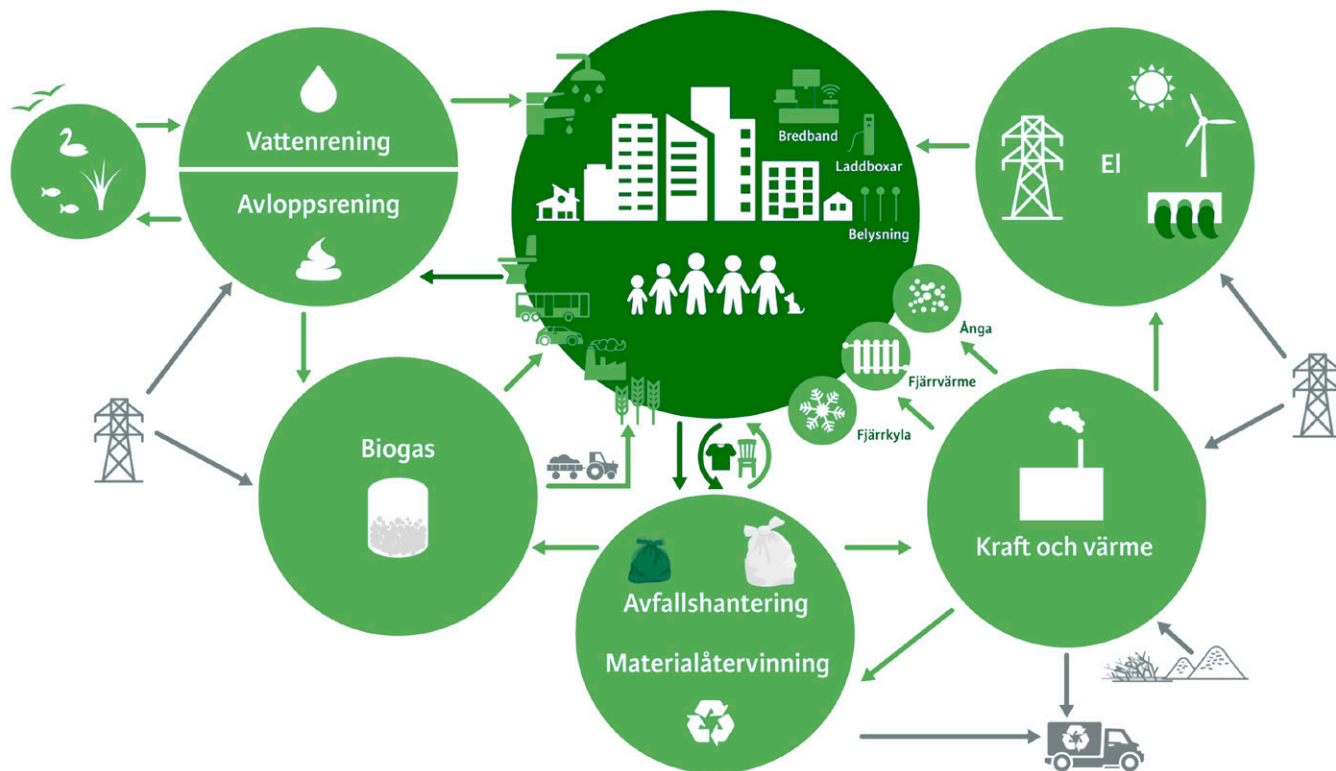 Vattenrening
Avloppsrening
Bredband
Laddboxar
Belysning
El
Ånga
Fjärrvärme
Fjärrkyla
Biogas
Kraft och värme
Avfallshantering
Materialåtervinning